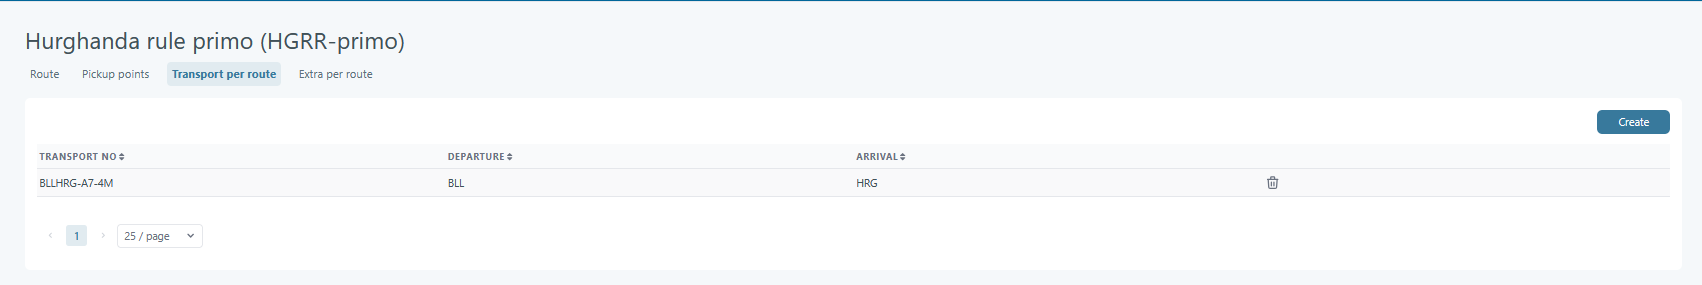 Hurghanda rule primo (HGRR-primo)
Route Pickup points Transport per route Extra per route
Create
TRANSPORT NO DEPARTURE ARRIVAL
BLLHRG-A7-4M BLL HRG
1 25 / page